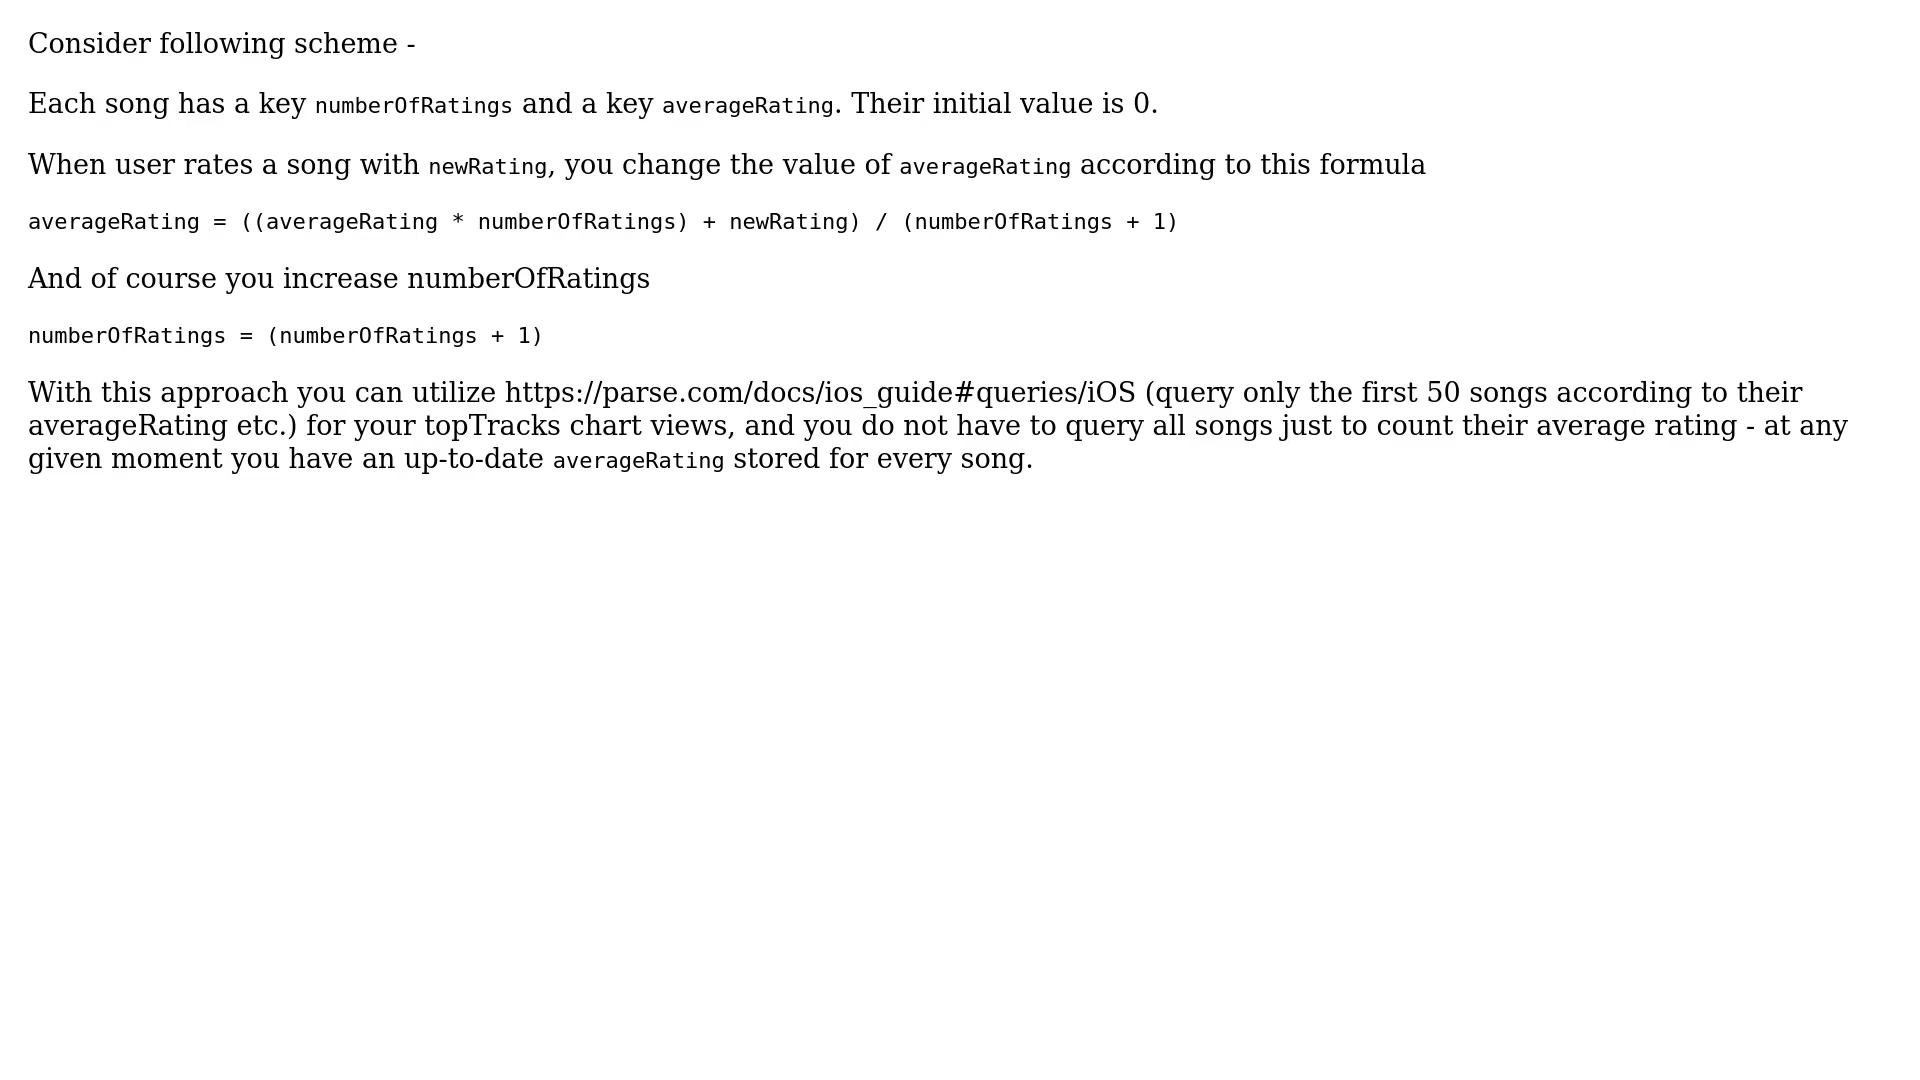 Consider following scheme -
Each song has a key numberOfRatings and a key averageRating. Their initial value is 0.
When user rates a song with newRating, you change the value of averageRating according to this formula
averageRating = ((averageRating * numberOfRatings) + newRating) / (numberOfRatings + 1)
And of course you increase numberOfRatings
numberOfRatings = (numberOfRatings + 1)
With this approach you can utilize https://parse.com/docs/ios_guide#queries/iOS (query only the first 50 songs according to their
averageRating etc.) for your topTracks chart views, and you do not have to query all songs just to count their average rating - at any
given moment you have an up-to-date averageRating stored for every song.